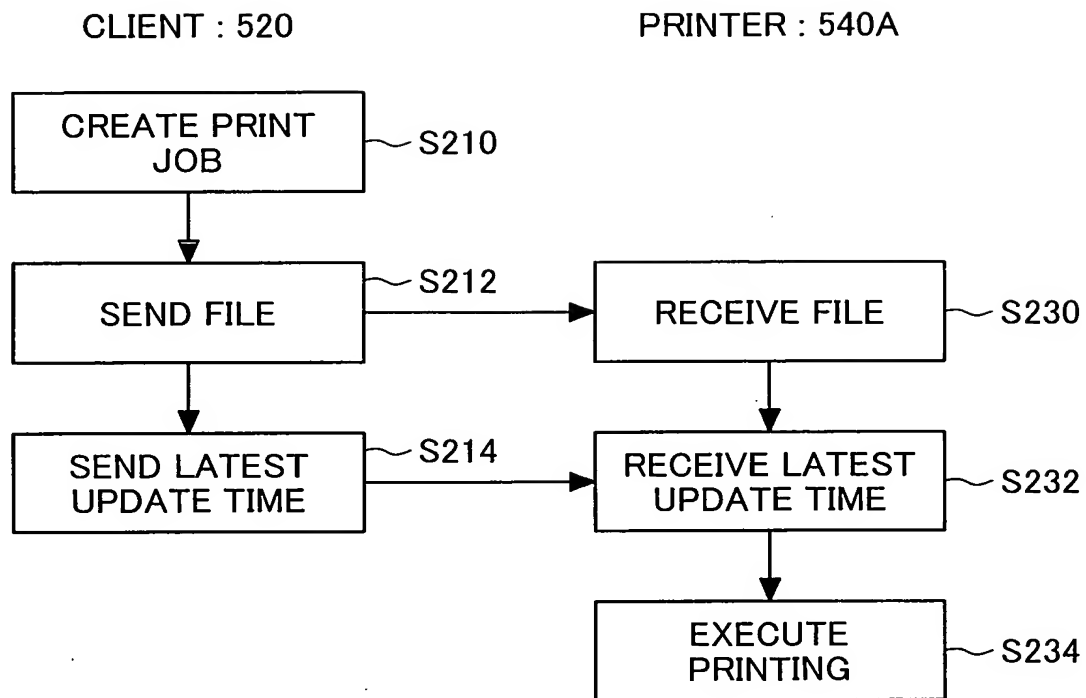 CLIENT : 520
PRINTER : 540A
CREATE PRINT
JOB
S210
SEND FILE
S212
RECEIVE FILE
S230
SEND LATEST
UPDATE TIME
S214
RECEIVE LATEST
UPDATE TIME
S232
EXECUTE
PRINTING
S234